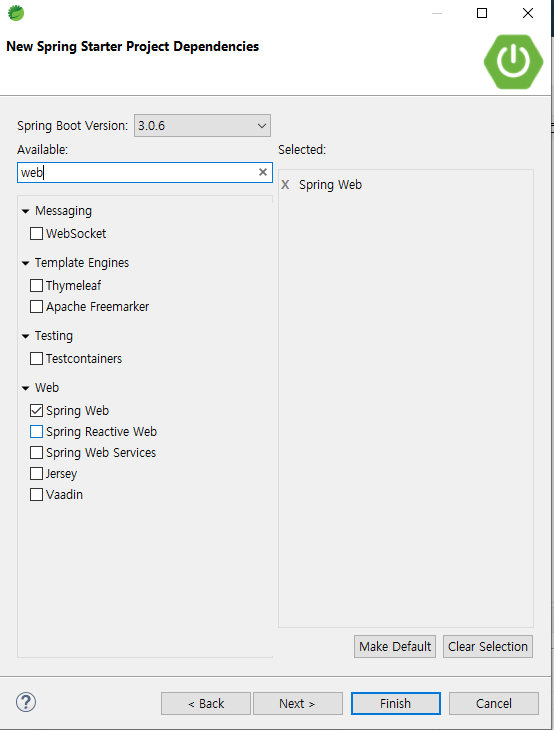 New Spring Starter Project Dependencies
Spring Boot Version: 3.0.6
Available:
Selected:
web
X Spring Web
Messaging
WebSocket
Template Engines
Thymeleaf
Apache Freemarker
Testing
Testcontainers
Web
Spring Web
Spring Reactive Web
Spring Web Services
Jersey
Vaadin
Make Default Clear Selection
? < Back Next > Finish Cancel